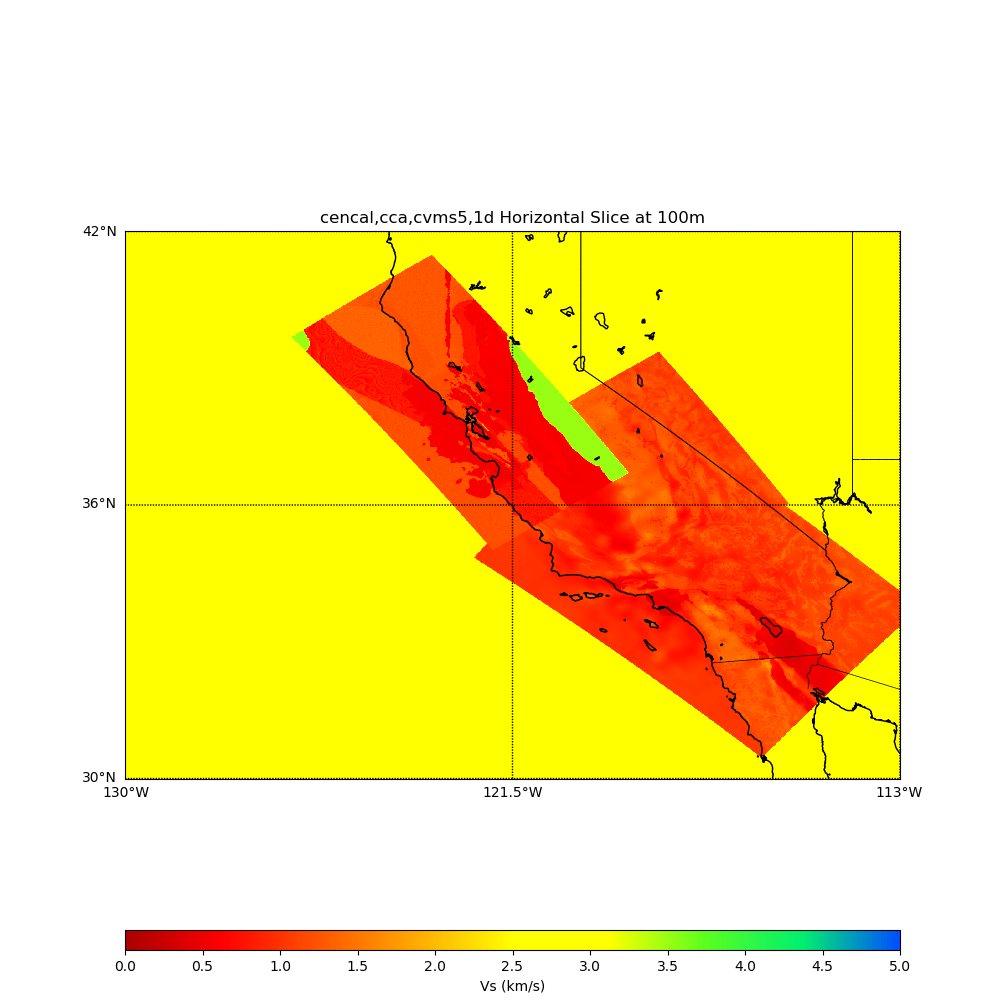 cencal,cca,cvms5,1d Horizontal Slice at 100m
42°N
36°N
30°N
130°W 121.5°W 113°W
0.0 0.5 1.0 1.5 2.0 2.5 3.0 3.5 4.0 4.5 5.0
Vs (km/s)